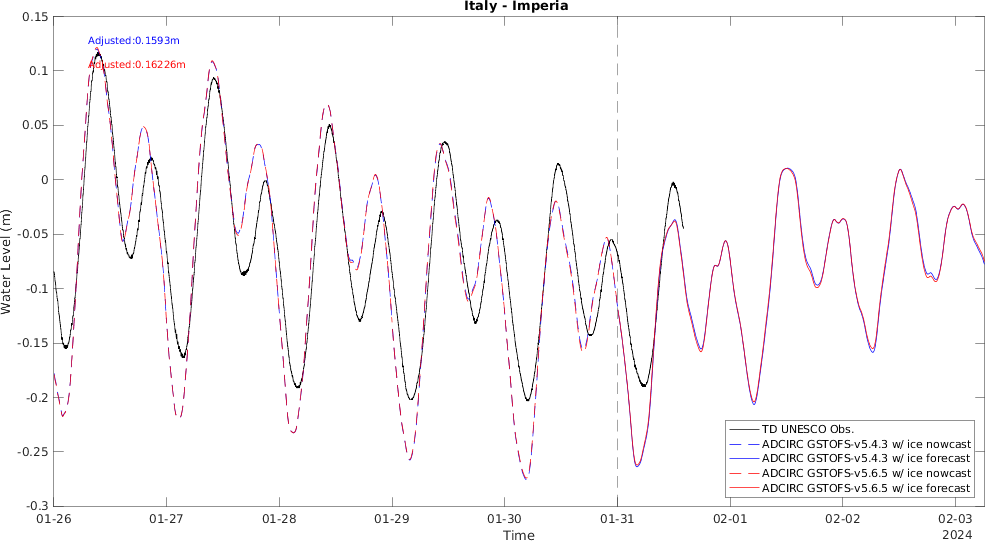 Italy - Imperia
0.15
Adjusted:0.1593m
Adjusted:0.16226m
0.1
0.05
0
-0.05
-0.1
-0.15
-0.2
-0.25
-0.3
Water Level (m)
TD UNESCO Obs.
ADCIRC GSTOFS-v5.4.3 w/ ice nowcast
ADCIRC GSTOFS-v5.4.3 w/ ice forecast
ADCIRC GSTOFS-v5.6.5 w/ ice nowcast
ADCIRC GSTOFS-v5.6.5 w/ ice forecast
01-26 01-27 01-28 01-29 01-30 01-31 02-01 02-02 02-03
Time
2024